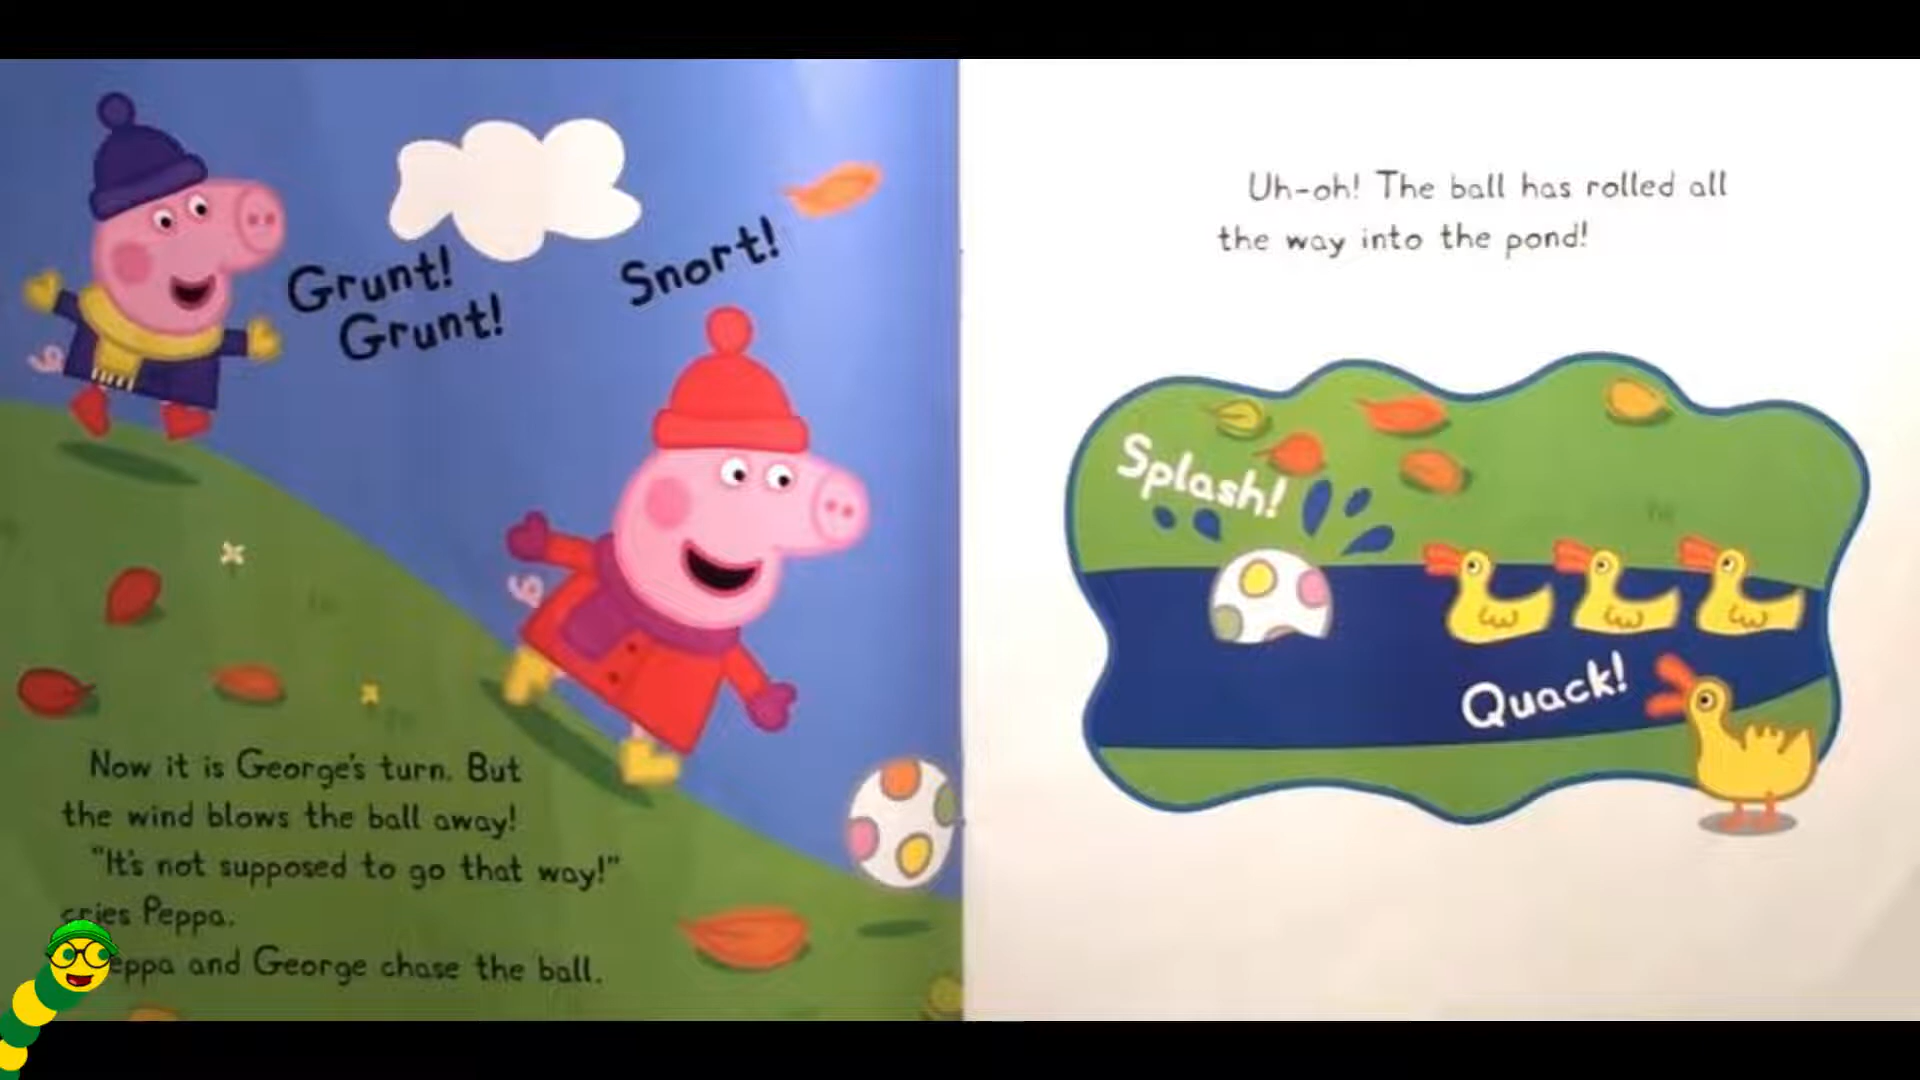 Grunt!
Grunt!
Snort!
Now it is George's turn. But
the wind blows the ball away!
"It's not supposed to go that way!"
cries Peppa.
eppa and George chase the ball.
Uh-oh! The ball has rolled all
the way into the pond!
Splash!
Quack!